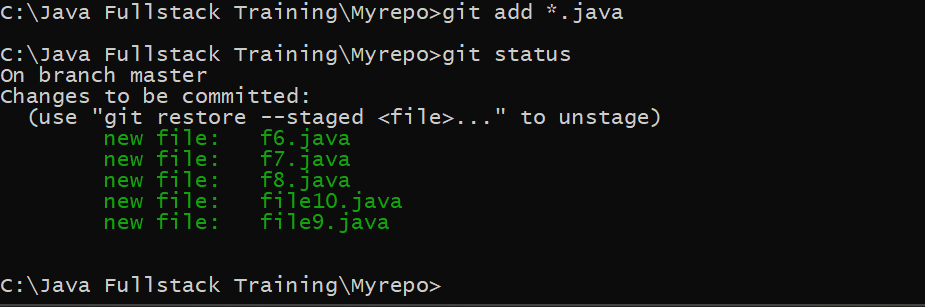 C:\Java Fullstack Training\Myrepo>git add *.java
C:\Java Fullstack Training\Myrepo>git status
On branch master
Changes to be committed:
  (use "git restore --staged <file>..." to unstage)
        new file:   f6.java
        new file:   f7.java
        new file:   f8.java
        new file:   file10.java
        new file:   file9.java
C:\Java Fullstack Training\Myrepo>